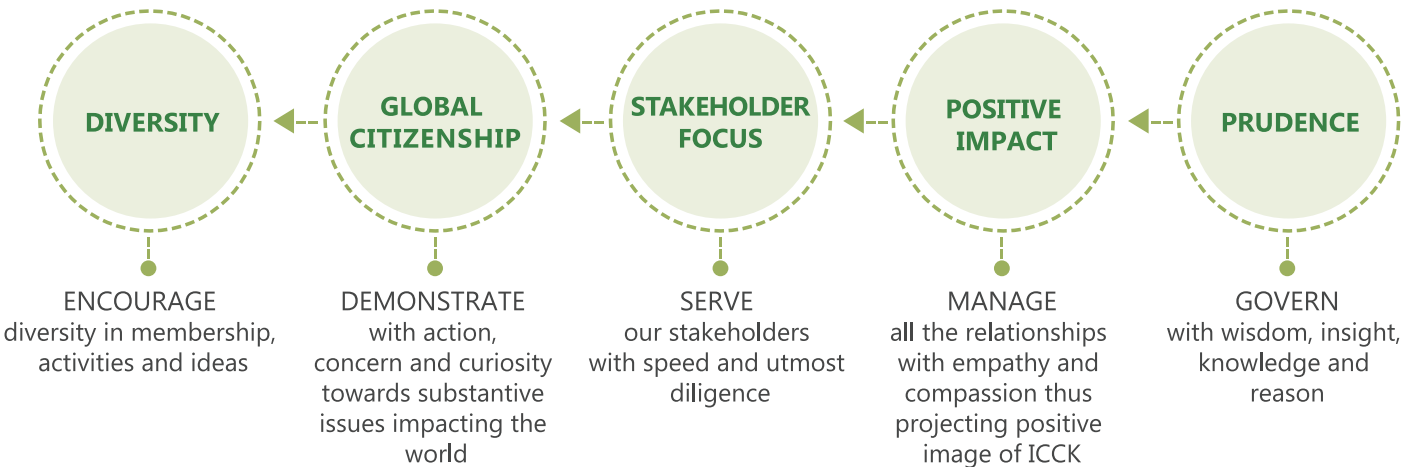 DIVERSITY
GLOBAL
CITIZENSHIP
STAKEHOLDER
FOCUS
POSITIVE
IMPACT
PRUDENCE
ENCOURAGE
diversity in membership,
activities and ideas
DEMONSTRATE
with action,
concern and curiosity
towards substantive
issues impacting the
world
SERVE
our stakeholders
with speed and utmost
diligence
MANAGE
all the relationships
with empathy and
compassion thus
projecting positive
image of ICCK
GOVERN
with wisdom, insight,
knowledge and
reason